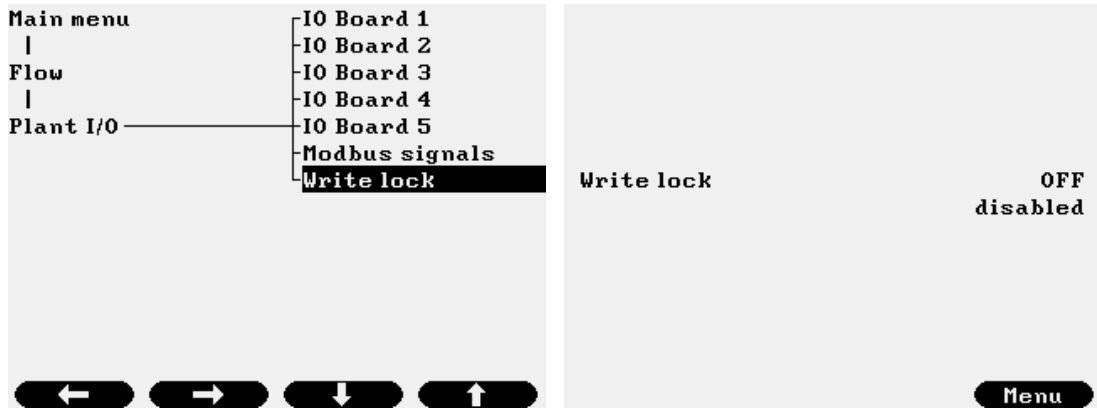 Main menu
IO Board 1
IO Board 2
Flow
IO Board 3
IO Board 4
Plant I/O
IO Board 5
Modbus signals
Write lock
Write lock OFF
disabled
Menu